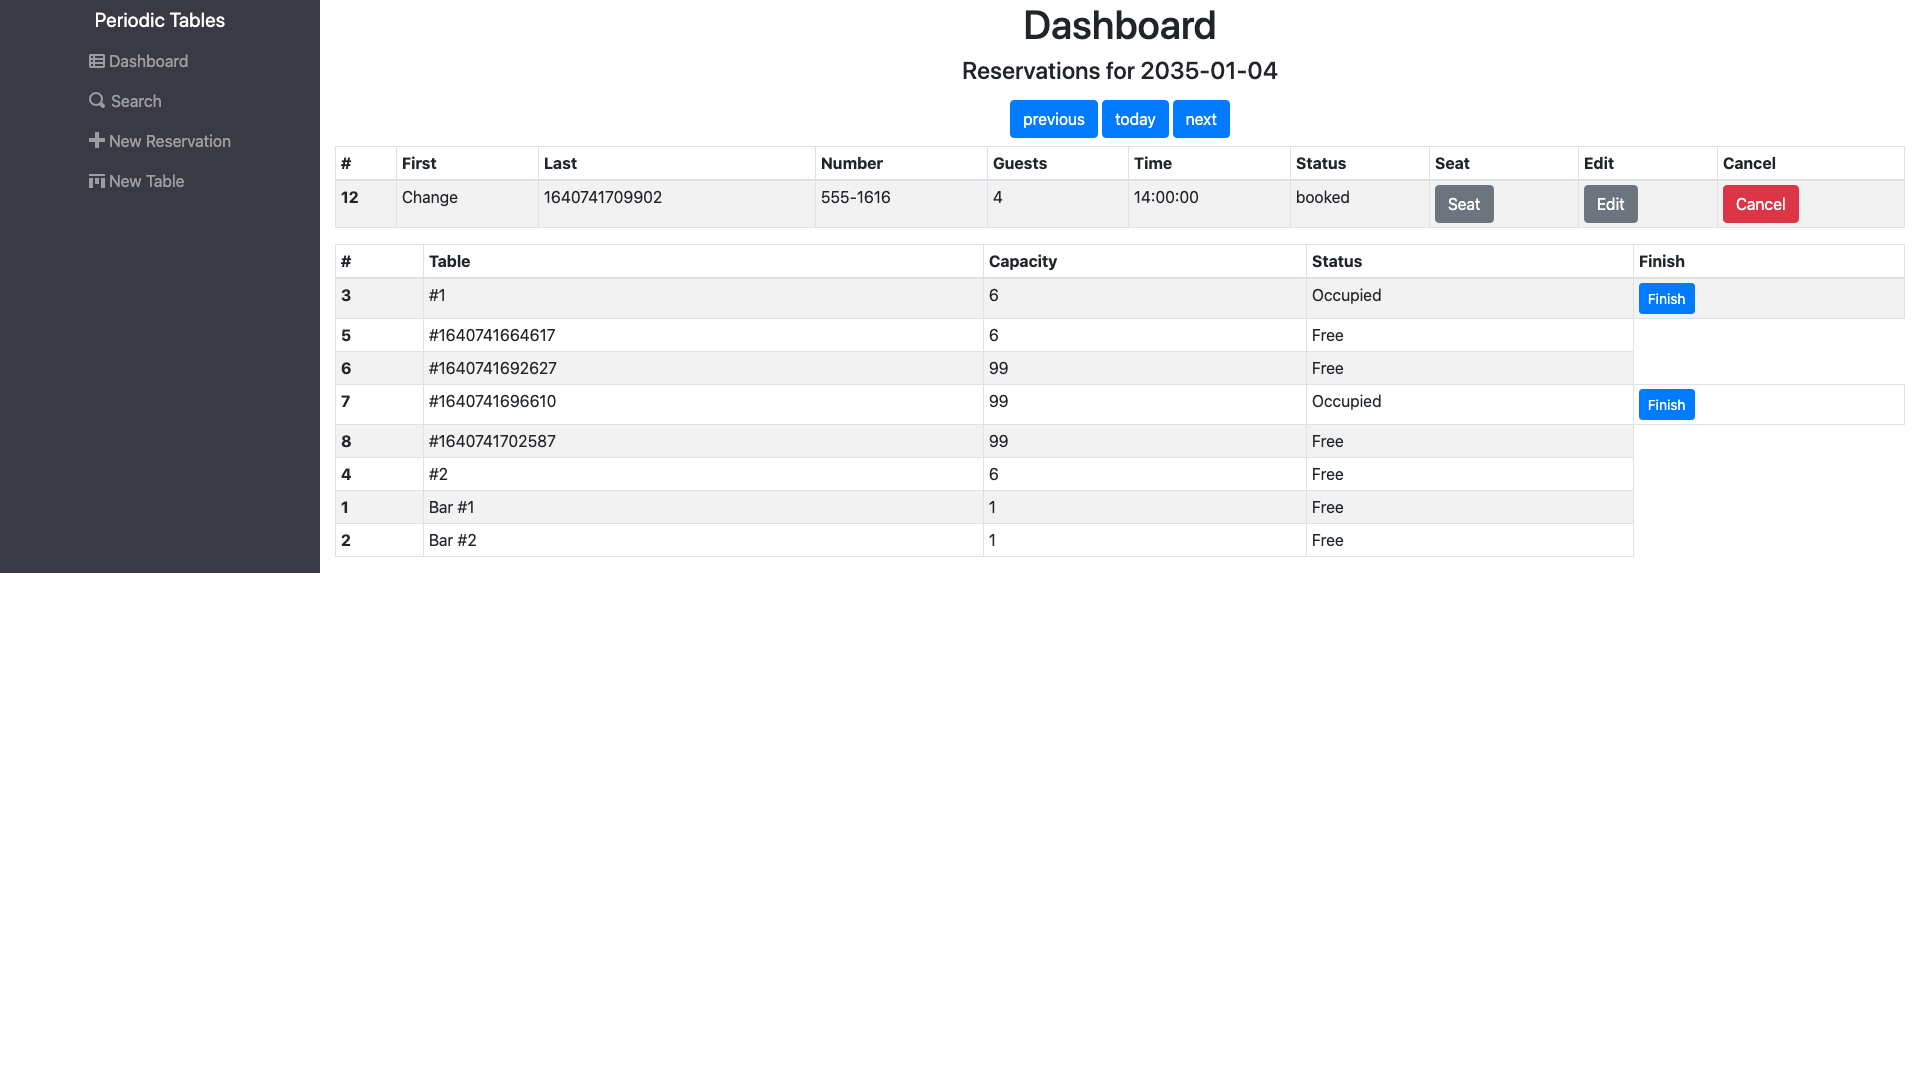 Periodic Tables
Dashboard
Search
New Reservation
New Table
Dashboard
Reservations for 2035-01-04
previous today next
# First Last Number Guests Time Status Seat Edit Cancel
12 Change 1640741709902 555-1616 4 14:00:00 booked Seat Edit Cancel
# Table Capacity Status Finish
3 #1 6 Occupied Finish
5 #1640741664617 6 Free
6 #1640741692627 99 Free
7 #1640741696610 99 Occupied Finish
8 #1640741702587 99 Free
4 #2 6 Free
1 Bar #1 1 Free
2 Bar #2 1 Free